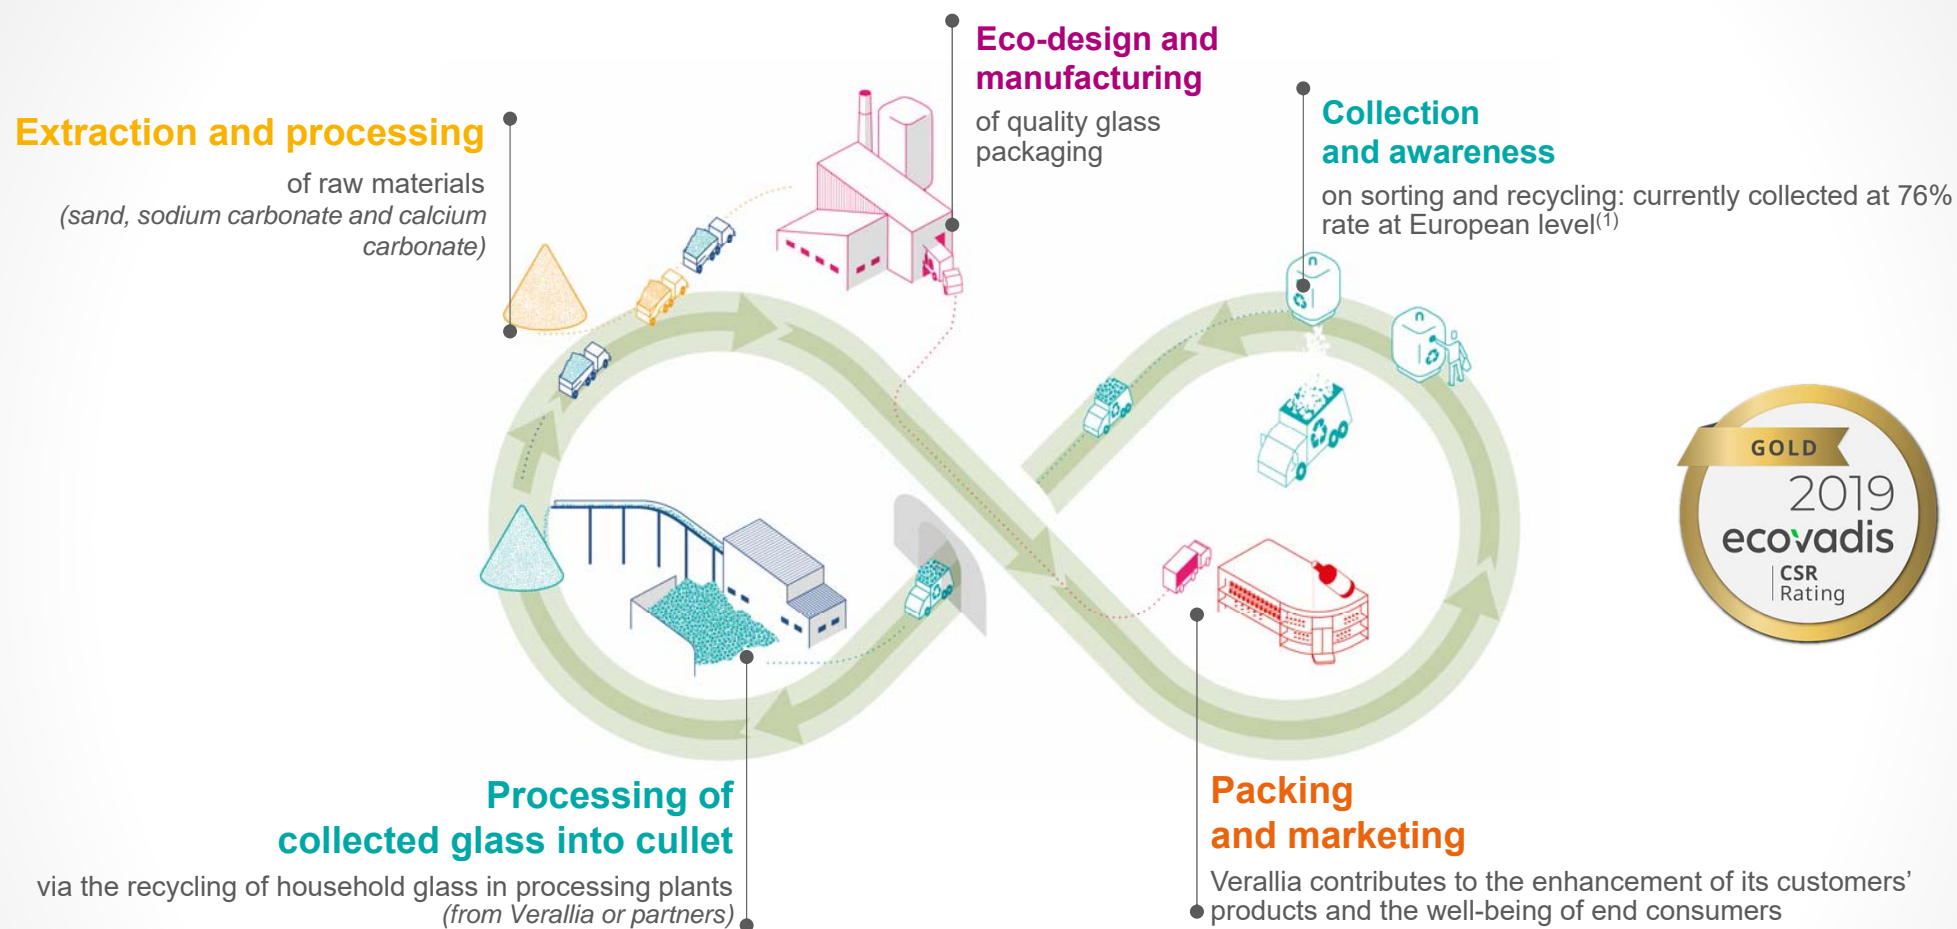 Eco-design and
manufacturing
of quality glass
packaging
Extraction and processing
of raw materials
(sand, sodium carbonate and calcium
carbonate)
Collection
and awareness
on sorting and recycling: currently collected at 76%
rate at European level(1)
GOLD
2019
ecovadis
CSR
Rating
Processing of
collected glass into cullet
via the recycling of household glass in processing plants
(from Verallia or partners)
Packing
and marketing
Verallia contributes to the enhancement of its customers’
products and the well-being of end consumers